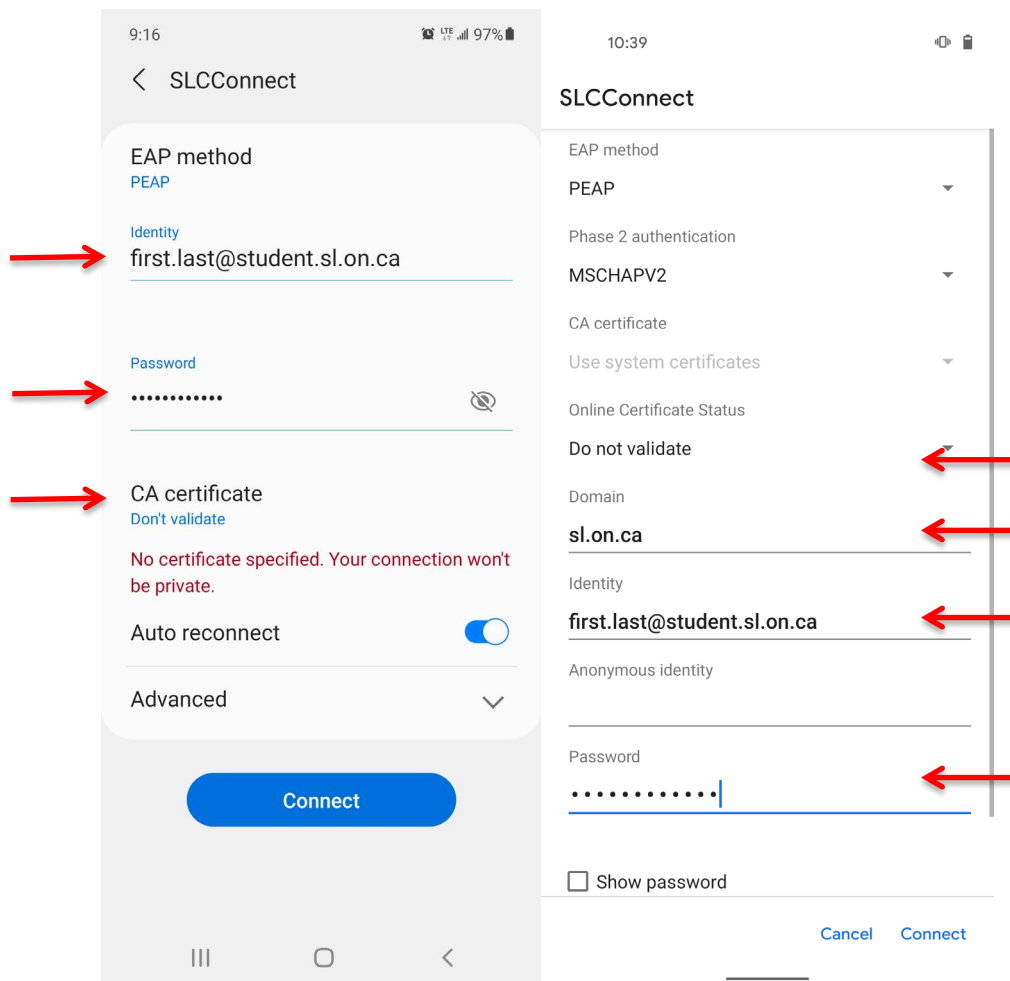 9:16
LTE
97%
SLCConnect
EAP method
PEAP
Identity
first.last@student.sl.on.ca
Password
••••••••••••
CA certificate
Don't validate
No certificate specified. Your connection won't
be private.
Auto reconnect
Advanced
Connect
10:39
SLCConnect
EAP method
PEAP
Phase 2 authentication
MSCHAPV2
CA certificate
Use system certificates
Online Certificate Status
Do not validate
Domain
sl.on.ca
Identity
first.last@student.sl.on.ca
Anonymous identity
Password
••••••••••••
Show password
Cancel Connect